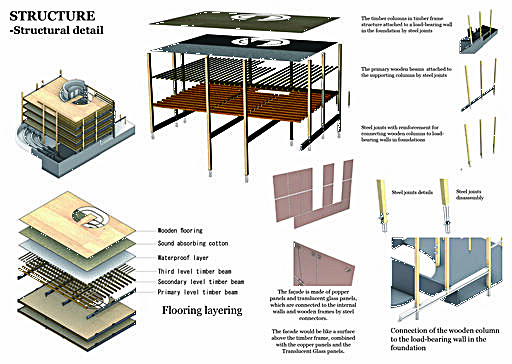 STRUCTURE
-Structural detail
The timber columns in timber frame
structure attached to a load-bearing wall
in the foundation by steel joints
The primary wooden beams attached to
the supporting columns by steel joints
Steel joints with reinforcement for
connecting wooden columns to load-
bearing walls in foundations
Steel joints details
Steel joints
disassembly
Wooden flooring
Sound absorbing cotton
Waterproof layer
Third level timber beam
Secondary level timber beam
Primary level timber beam
Flooring layering
The façade is made of popper
panels and translucent glass panels,
which are connected to the internal
walls and wooden frames by steel
connectors.
The façade would be like a surface
above the timber frame, combined
with the coper panels and the
Translucent Glass panels.
Connection of the wooden column
to the load-bearing wall in the
foundation